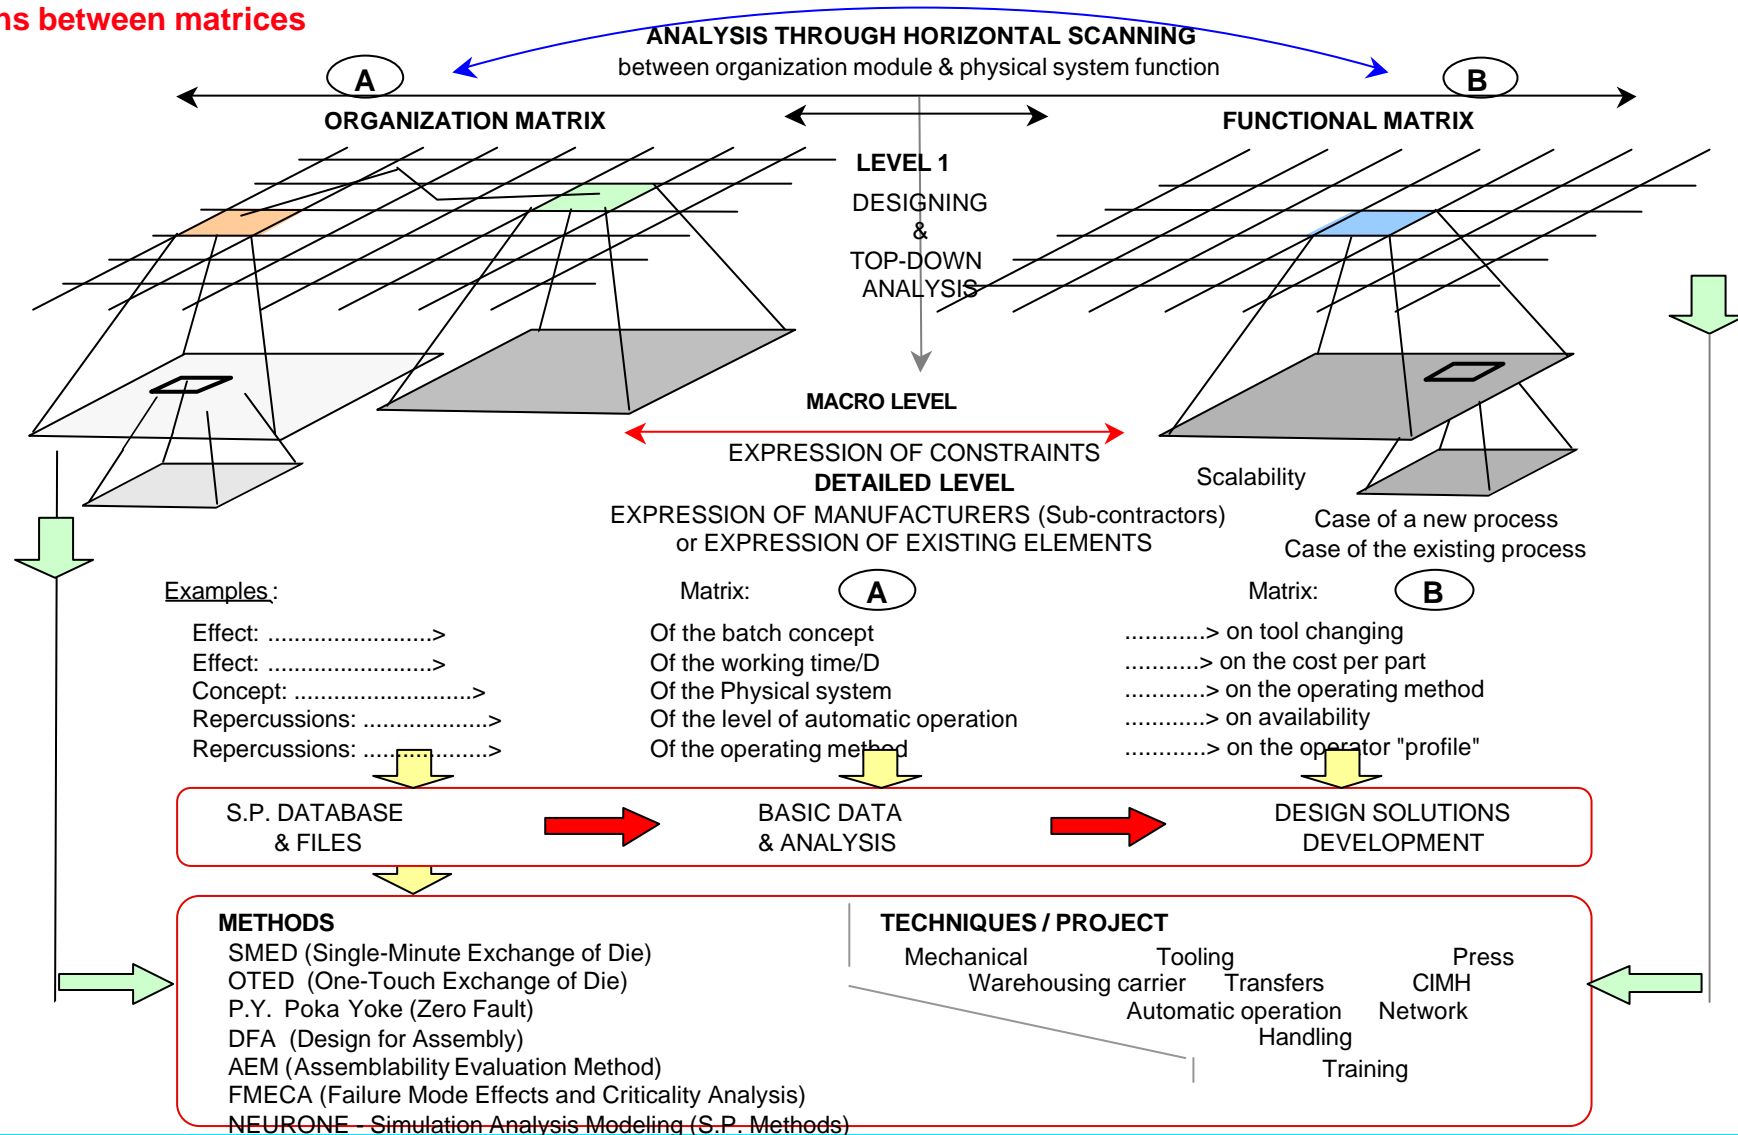 ns between matrices
ANALYSIS THROUGH HORIZONTAL SCANNING
between organization module & physical system function
A
B
ORGANIZATION MATRIX
FUNCTIONAL MATRIX
LEVEL 1
DESIGNING
&
TOP-DOWN
ANALYSIS
MACRO LEVEL
EXPRESSION OF CONSTRAINTS
DETAILED LEVEL
EXPRESSION OF MANUFACTURERS (Sub-contractors)
or EXPRESSION OF EXISTING ELEMENTS
Scalability
Case of a new process
Case of the existing process
Examples :
Matrix: A
Matrix: B
Effect: ........................> Of the batch concept ............> on tool changing
Effect: ........................> Of the working time/D ...........> on the cost per part
Concept: ..........................> Of the Physical system ............> on the operating method
Repercussions: ...................> Of the level of automatic operation ............> on availability
Repercussions: ...................> Of the operating method ............> on the operator "profile"
S.P. DATABASE
& FILES
BASIC DATA
& ANALYSIS
DESIGN SOLUTIONS
DEVELOPMENT
METHODS
SMED (Single-Minute Exchange of Die)
OTED (One-Touch Exchange of Die)
P.Y. Poka Yoke (Zero Fault)
DFA (Design for Assembly)
AEM (Assemblability Evaluation Method)
FMECA (Failure Mode Effects and Criticality Analysis)
NEURONE - Simulation Analysis Modeling (S.P. Methods)
TECHNIQUES / PROJECT
Mechanical Tooling Press
Warehousing carrier Transfers CIMH
Automatic operation Network
Handling
Training